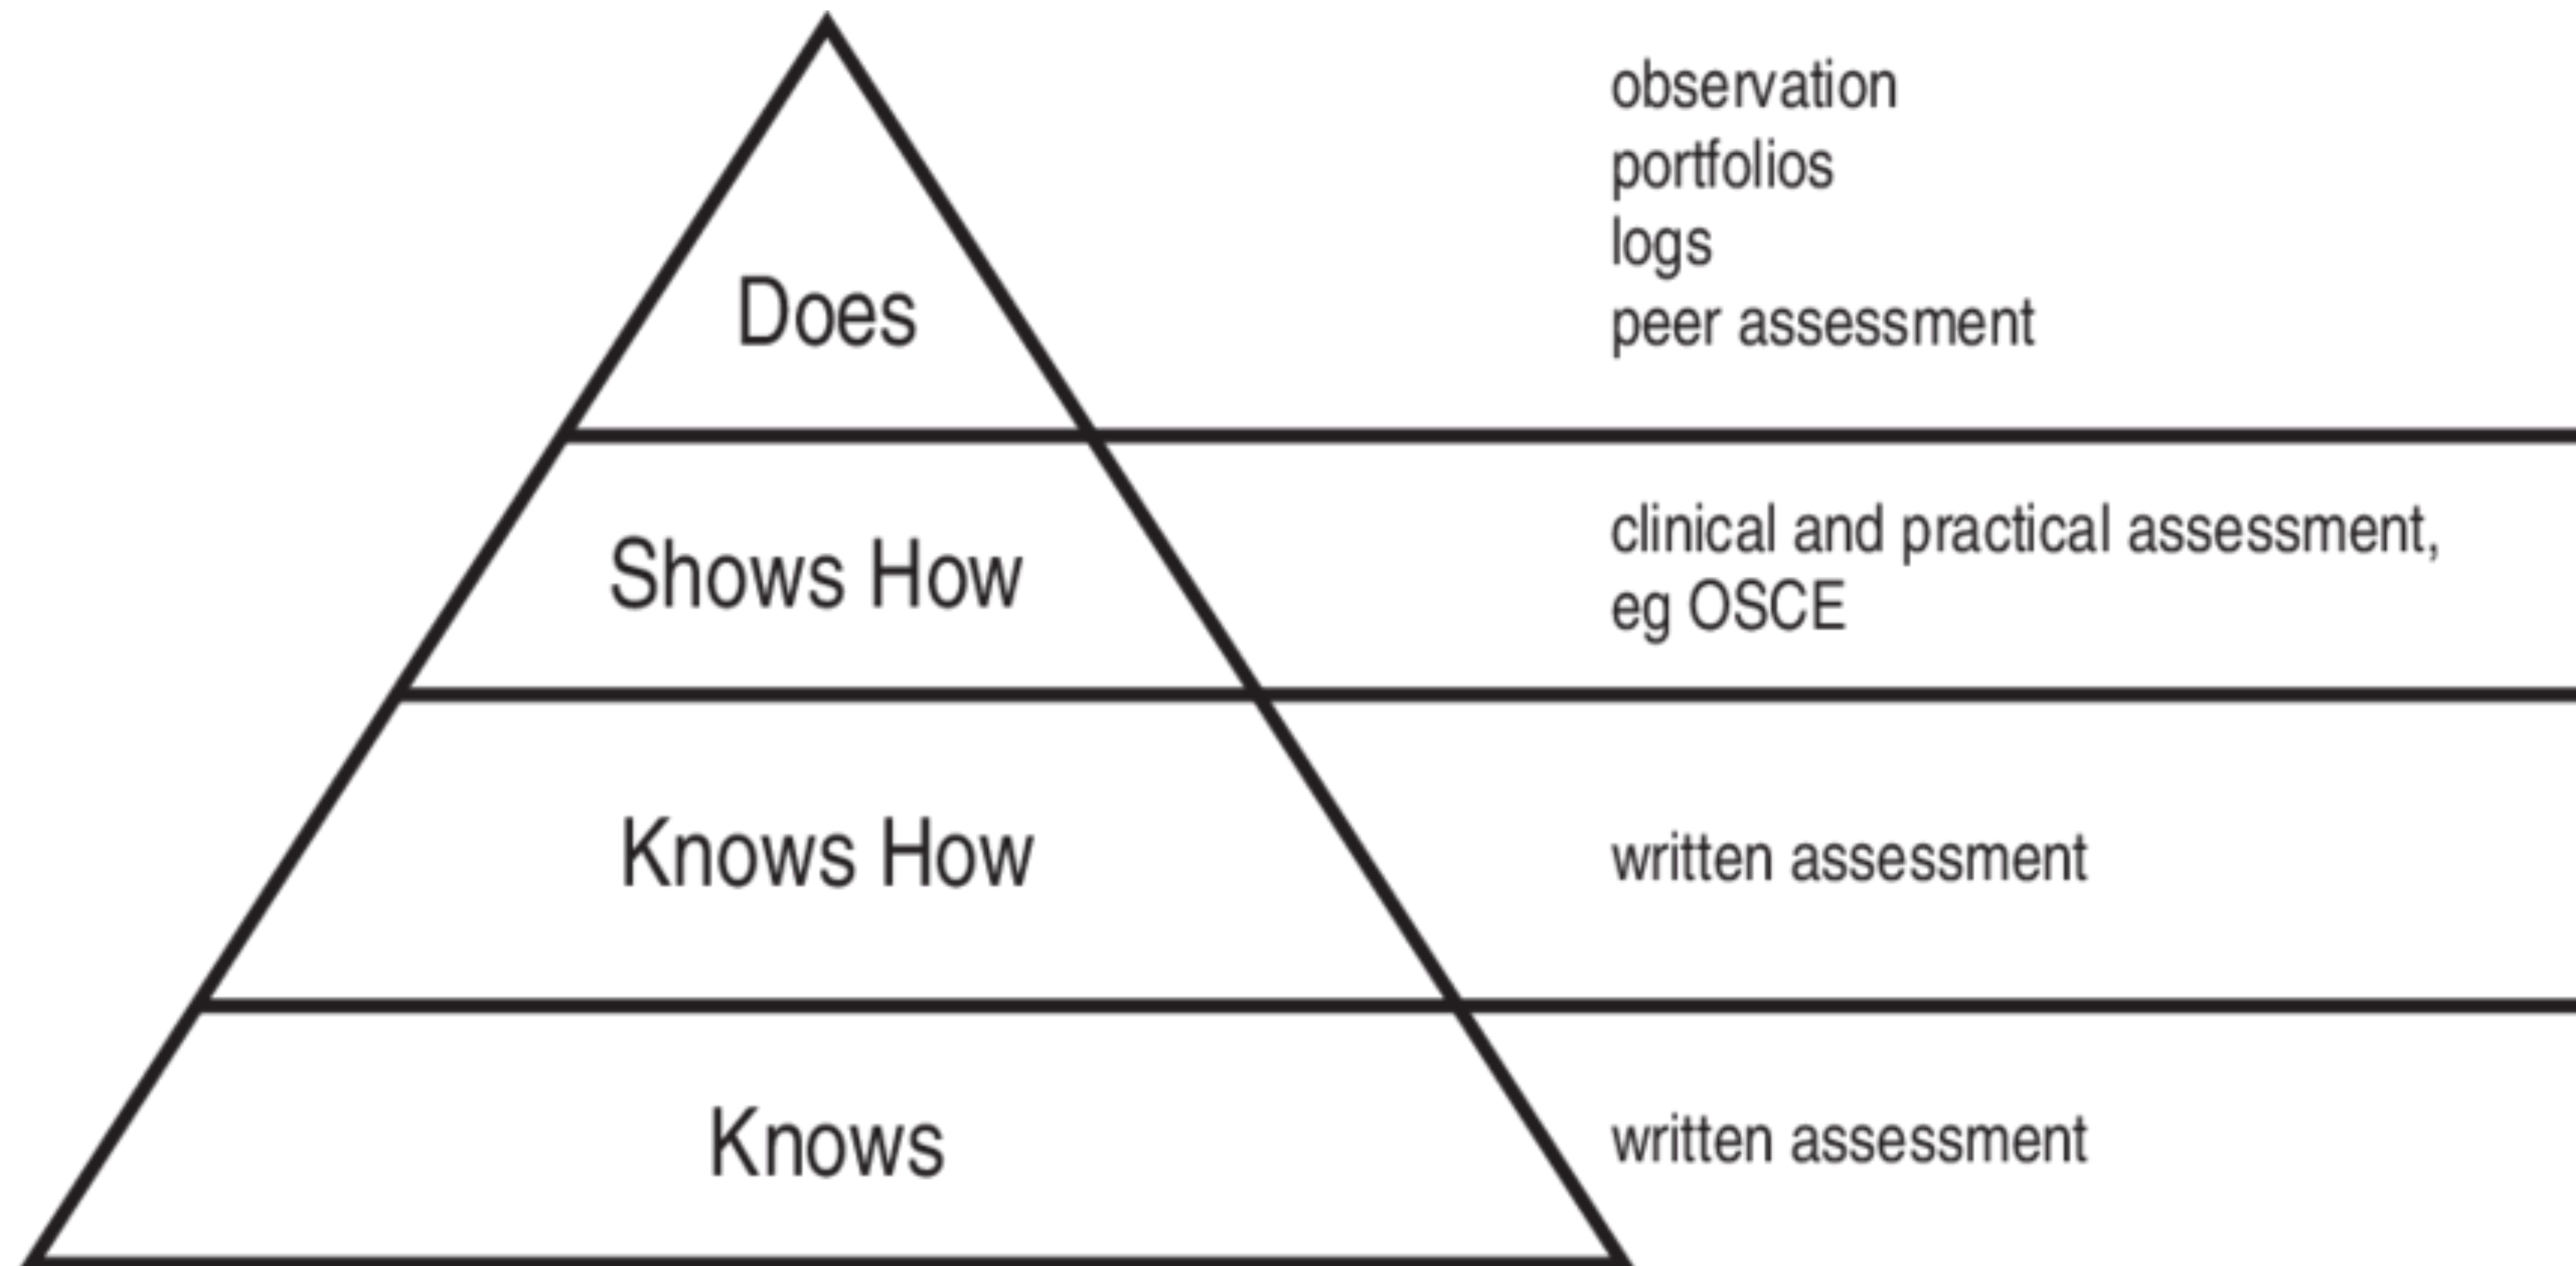 observation
portfolios
logs
peer assessment
Does
clinical and practical assessment,
eg OSCE
Shows How
written assessment
Knows How
written assessment
Knows